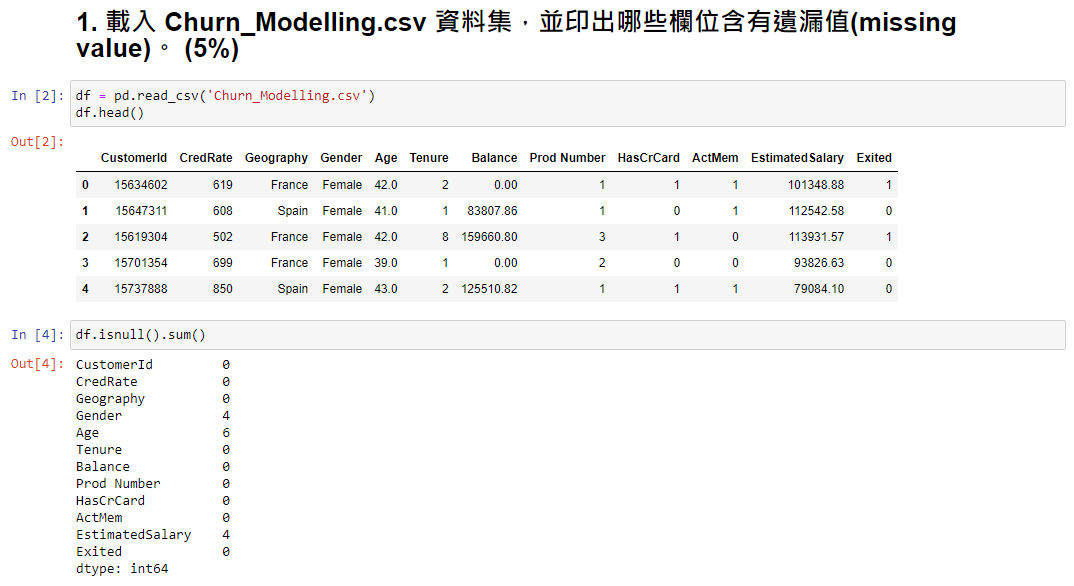 1. 載入 Churn_Modelling.csv 資料集，並印出哪些欄位含有遺漏值(missing
value)。 (5%)
In [2]: df = pd.read_csv('Churn_Modelling.csv')
df.head()
Out[2]:
CustomerId CredRate Geography Gender Age Tenure Balance Prod Number HasCrCard ActMem EstimatedSalary Exited
0 15634602 619 France Female 42.0 2 0.00 1 1 1 101348.88 1
1 15647311 608 Spain Female 41.0 1 83807.86 1 0 1 112542.58 0
2 15619304 502 France Female 42.0 8 159660.80 3 1 0 113931.57 1
3 15701354 699 France Female 39.0 1 0.00 2 0 0 93826.63 0
4 15737888 850 Spain Female 43.0 2 125510.82 1 1 1 79084.10 0
In [4]: df.isnull().sum()
Out[4]: CustomerId 0
CredRate 0
Geography 0
Gender 4
Age 6
Tenure 0
Balance 0
Prod Number 0
HasCrCard 0
ActMem 0
EstimatedSalary 4
Exited 0
dtype: int64